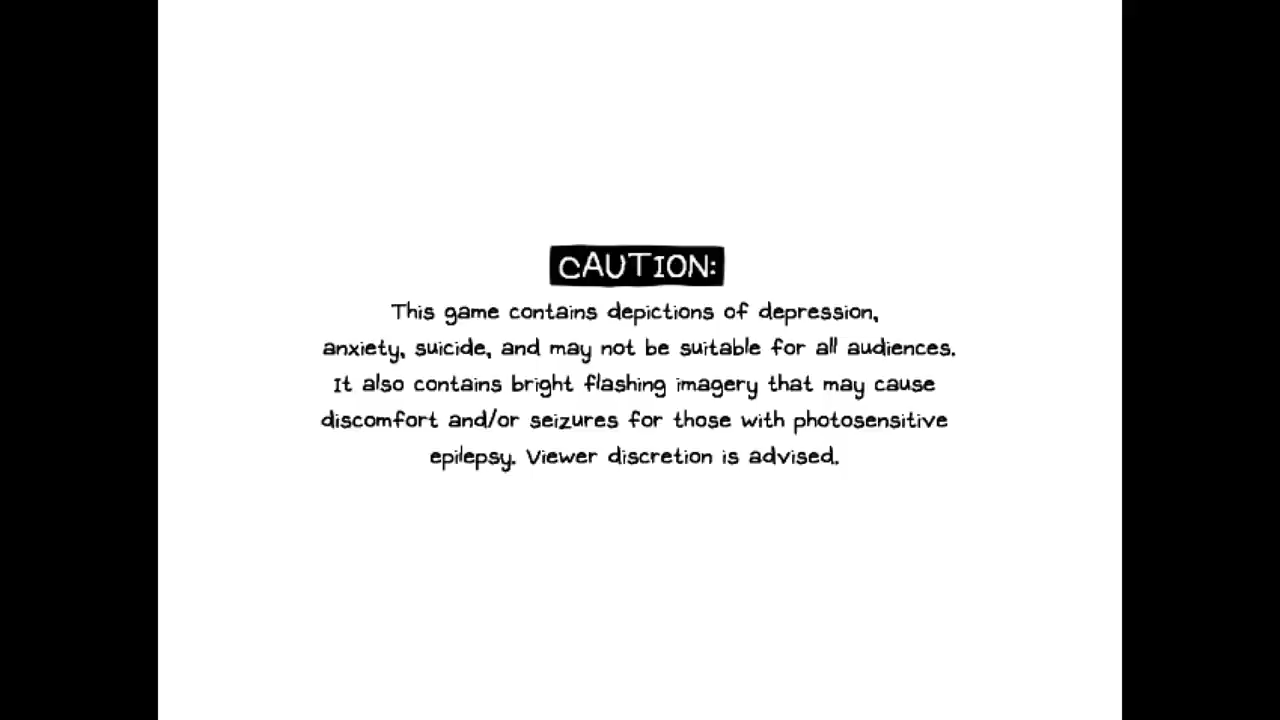 CAUTION:
This game contains depictions of depression,
anxiety, suicide, and may not be suitable for all audiences.
It also contains bright flashing imagery that may cause
discomfort and/or seizures for those with photosensitive
epilepsy. Viewer discretion is advised.